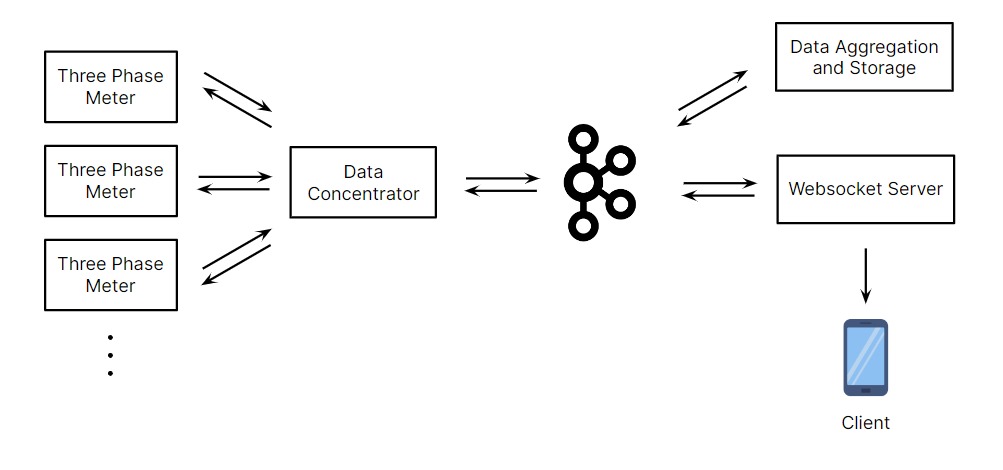 Three Phase
Meter
Three Phase
Meter
Three Phase
Meter
Data
Concentrator
Data Aggregation
and Storage
Websocket Server
Client